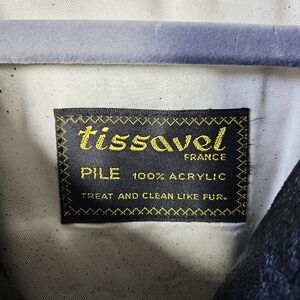 tissavel
FRANCE
PILE 100% ACRYLIC
TREAT AND CLEAN LIKE FUR.